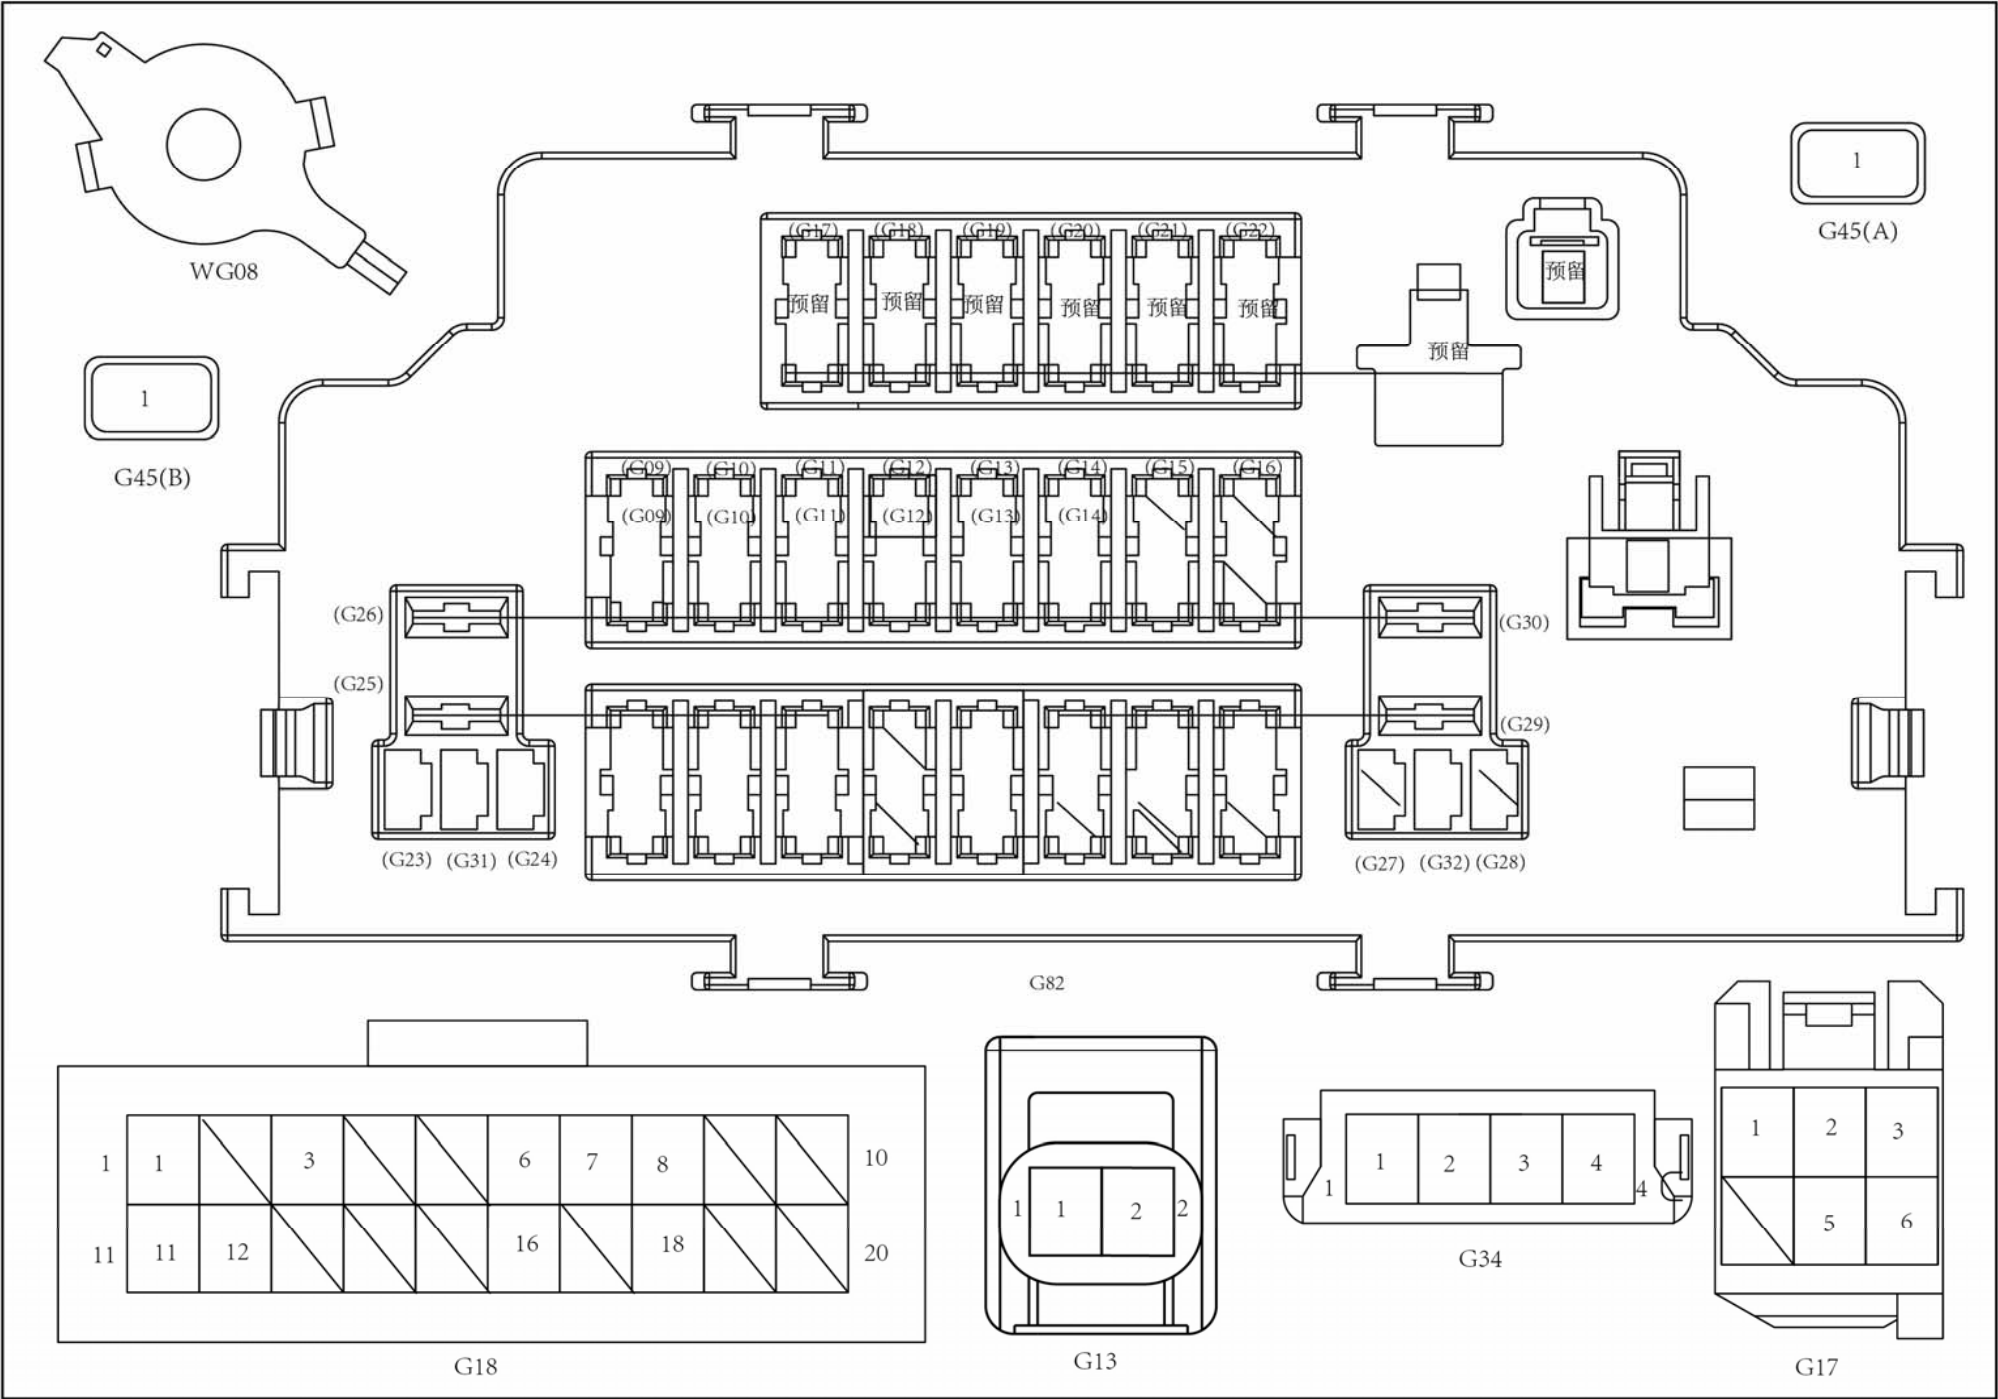 1
G45(A)
WG08
(G17) (G18) (G19) (G20) (G21) (G22)
预留
预留 预留 预留 预留 预留 预留
预留
1
G45(B)
(G09) (G10) (G11) (G12) (G13) (G14) (G15) (G16)
(G09) (G10) (G11) (G12) (G13) (G14)
(G26)
(G30)
(G25)
(G29)
(G23) (G31) (G24)
(G27) (G32) (G28)
G82
1 1 3 6 7 8 10
11 11 12 16 18 20
G18
1 1 2 2
G13
1 1 2 3 4 4
G34
1 2 3
5 6
G17